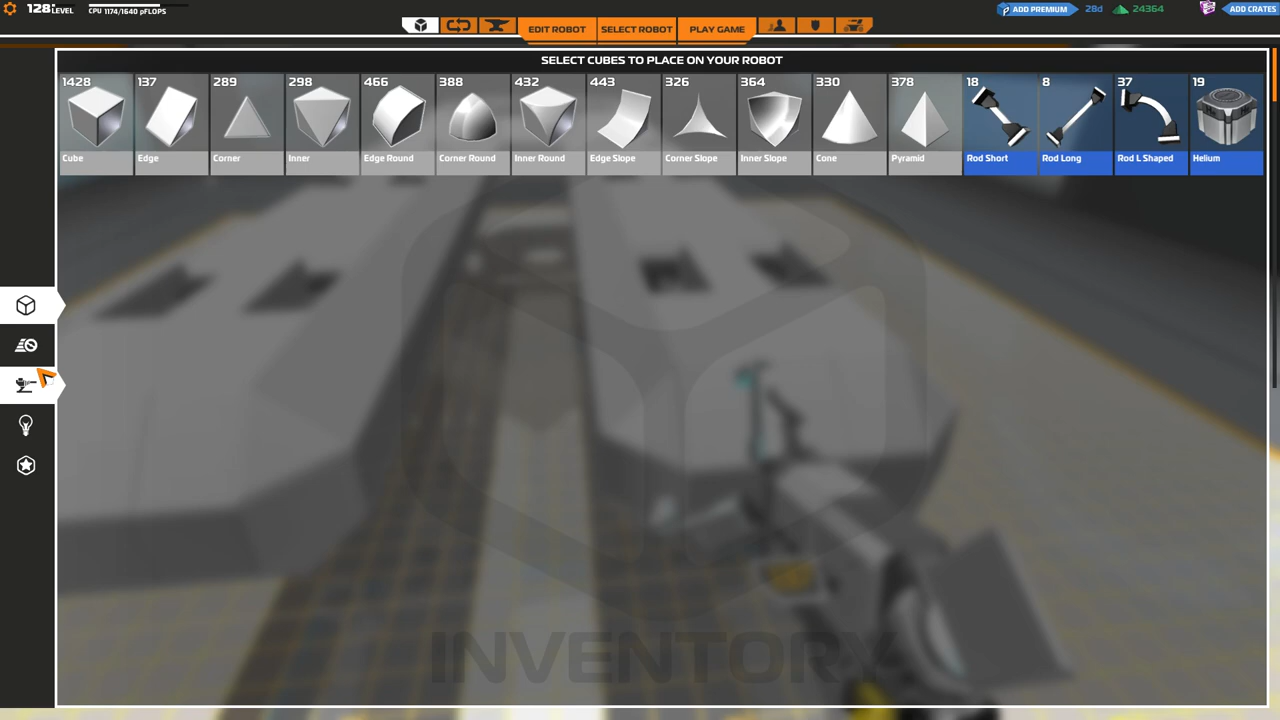 128 LEVEL
CPU 1174/1640 pFLOPS
ADD PREMIUM 28d 24364 ADD CRATES
EDIT ROBOT SELECT ROBOT PLAY GAME
SELECT CUBES TO PLACE ON YOUR ROBOT
1428 137 289 298 466 388 432 443 326 364 330 378 18 8 37 19
Cube Edge Corner Inner Edge Round Corner Round Inner Round Edge Slope Corner Slope Inner Slope Cone Pyramid Rod Short Rod Long Rod L Shaped Helium
INVENTORY